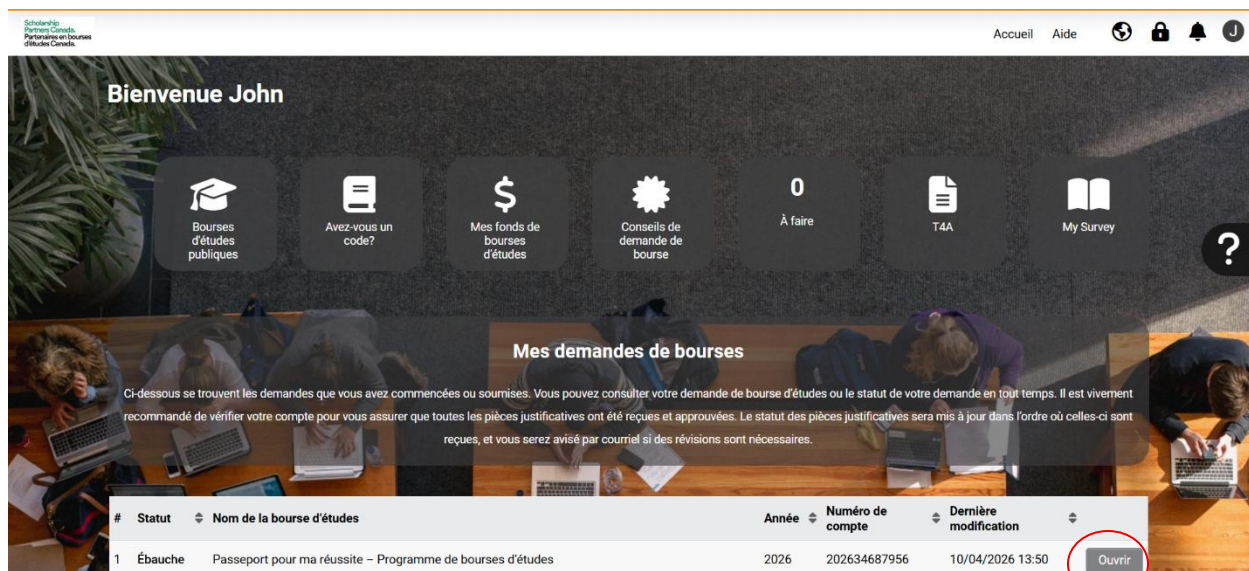 Scholarship
Partners Canada.
Partenaires en bourses
d'études Canada.
Accueil Aide J
Bienvenue John
Bourses
d'études
publiques
Avez-vous un
code?
Mes fonds de
bourses
d'études
Conseils de
demande de
bourse
0
À faire
T4A
My Survey
?
Mes demandes de bourses
Ci-dessous se trouvent les demandes que vous avez commencées ou soumises. Vous pouvez consulter votre demande de bourse d'études ou le statut de votre demande en tout temps. Il est vivement
recommandé de vérifier votre compte pour vous assurer que toutes les pièces justificatives ont été reçues et approuvées. Le statut des pièces justificatives sera mis à jour dans l'ordre où celles-ci sont
reçues, et vous serez avisé par courriel si des révisions sont nécessaires.
# Statut Nom de la bourse d'études Année Numéro de compte Dernière modification
1 Ébauche Passeport pour ma réussite – Programme de bourses d'études 2026 202634687956 10/04/2026 13:50 Ouvrir